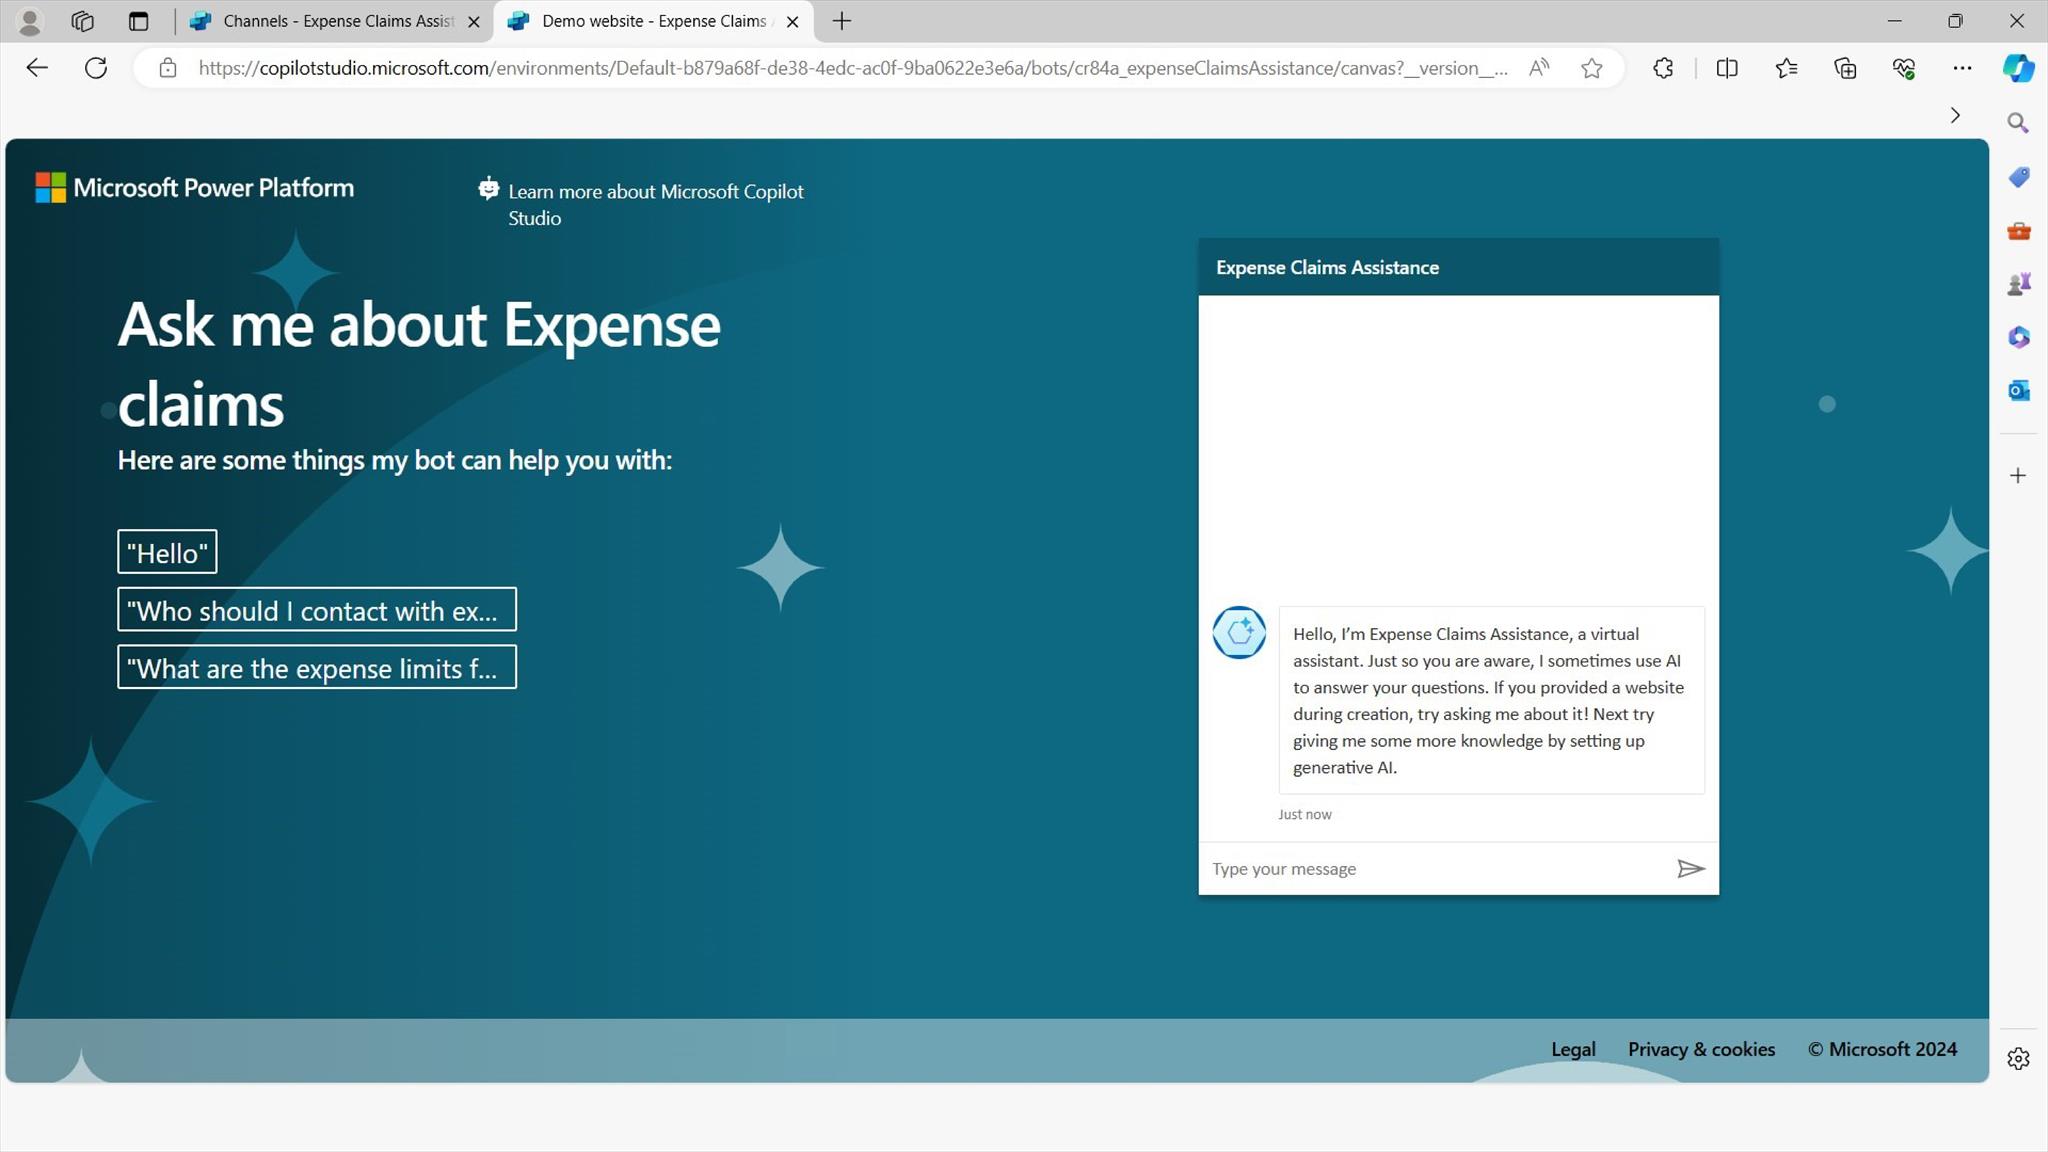 Channels - Expense Claims Assist
Demo website - Expense Claims
https://copilotstudio.microsoft.com/environments/Default-b879a68f-de38-4edc-ac0f-9ba0622e3e6a/bots/cr84a_expenseClaimsAssistance/canvas?__version__...
Microsoft Power Platform
Learn more about Microsoft Copilot
Studio
Ask me about Expense
claims
Here are some things my bot can help you with:
"Hello"
"Who should I contact with ex...
"What are the expense limits f...
Expense Claims Assistance
Hello, I’m Expense Claims Assistance, a virtual
assistant. Just so you are aware, I sometimes use AI
to answer your questions. If you provided a website
during creation, try asking me about it! Next try
giving me some more knowledge by setting up
generative AI.
Just now
Type your message
Legal Privacy & cookies © Microsoft 2024